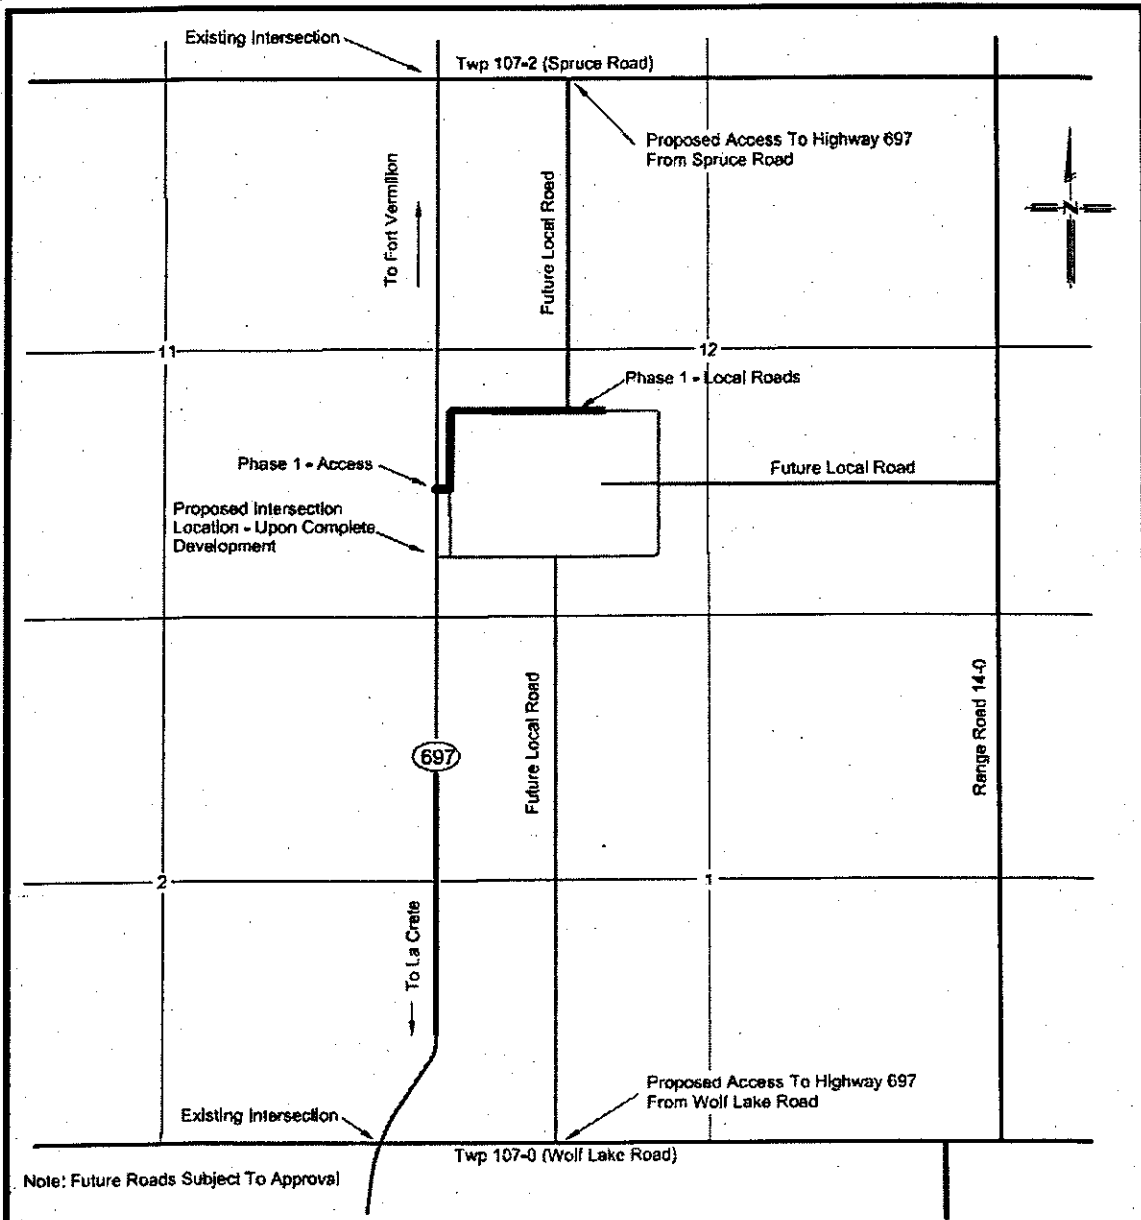 Existing Intersection
Twp 107-2 (Spruce Road)
Proposed Access To Highway 697
From Spruce Road
To Fort Vermilion
Future Local Road
N
11
12
Phase 1 - Local Roads
Phase 1 - Access
Future Local Road
Proposed Intersection
Location - Upon Complete
Development
Future Local Road
Range Road 14-0
697
2
1
To La Crete
Proposed Access To Highway 697
From Wolf Lake Road
Existing Intersection
Twp 107-0 (Wolf Lake Road)
Note: Future Roads Subject To Approval